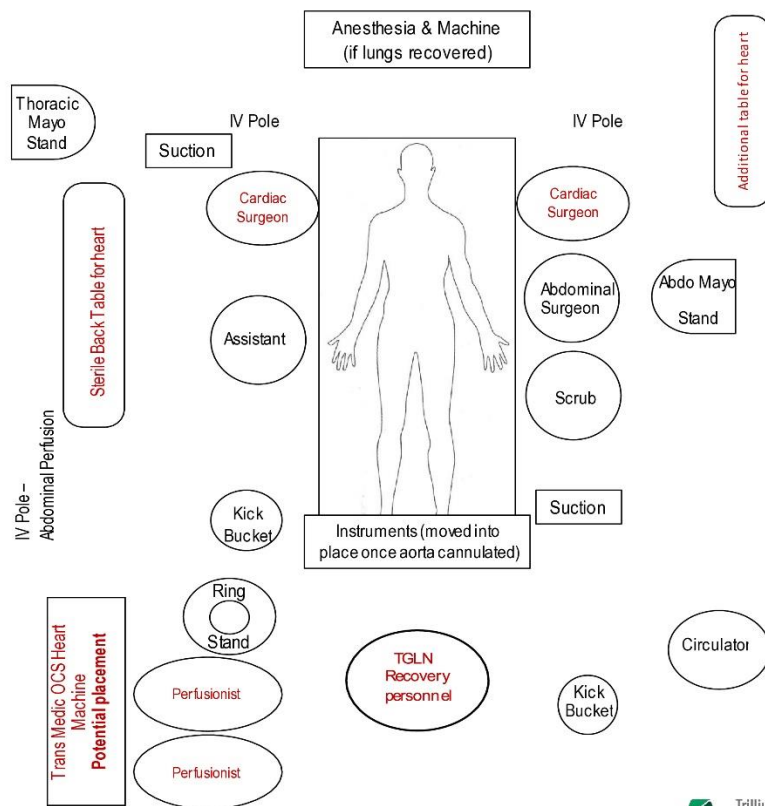 Anesthesia & Machine
(if lungs recovered)
Additional table for heart
Thoracic
Mayo
Stand
IV Pole
IV Pole
Suction
Cardiac
Surgeon
Cardiac
Surgeon
Sterile Back Table for heart
Abdominal
Surgeon
Abdo Mayo
Stand
Assistant
Scrub
IV Pole –
Abdominal Perfusion
Kick
Bucket
Suction
Instruments (moved into
place once aorta cannulated)
Ring
Stand
Trans Medic OCS Heart
Machine
Potential placement
Perfusionist
TGLN
Recovery
personnel
Circulator
Kick
Bucket
Perfusionist